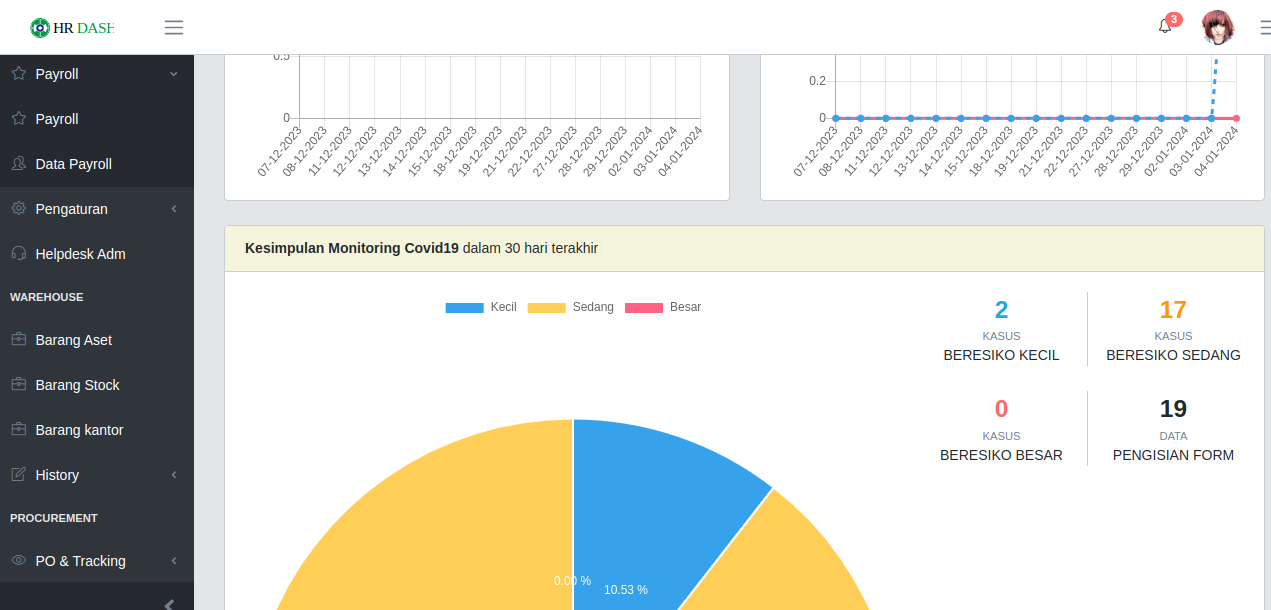 HR DASH
3
Payroll
Payroll
Data Payroll
Pengaturan
Helpdesk Adm
WAREHOUSE
Barang Aset
Barang Stock
Barang kantor
History
PROCUREMENT
PO & Tracking
0.5
0
07-12-2023
08-12-2023
11-12-2023
12-12-2023
13-12-2023
14-12-2023
15-12-2023
18-12-2023
19-12-2023
21-12-2023
22-12-2023
27-12-2023
28-12-2023
29-12-2023
02-01-2024
03-01-2024
04-01-2024
0.2
0
07-12-2023
08-12-2023
11-12-2023
12-12-2023
13-12-2023
14-12-2023
15-12-2023
18-12-2023
19-12-2023
21-12-2023
22-12-2023
27-12-2023
28-12-2023
29-12-2023
02-01-2024
03-01-2024
04-01-2024
Kesimpulan Monitoring Covid19 dalam 30 hari terakhir
Kecil Sedang Besar
0.00 %
10.53 %
2
KASUS
BERESIKO KECIL
17
KASUS
BERESIKO SEDANG
0
KASUS
BERESIKO BESAR
19
DATA
PENGISIAN FORM